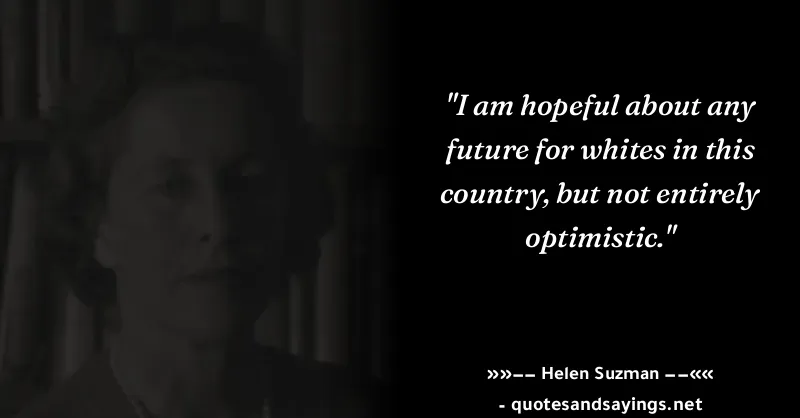 "I am hopeful about any
future for whites in this
country, but not entirely
optimistic."
»»−− Helen Suzman −−««
- quotesandsayings.net